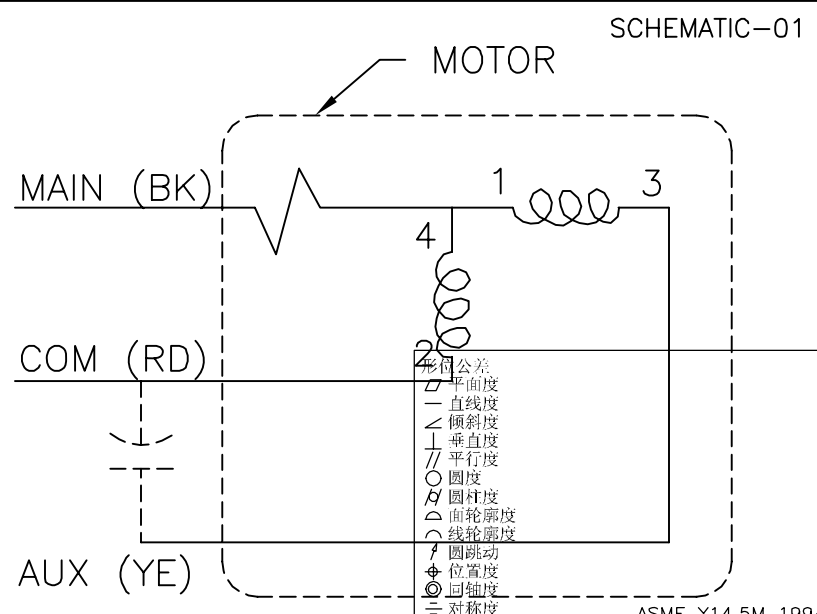 SCHEMATIC-01
MOTOR
MAIN (BK)
1
3
4
COM (RD)
2
形位公差
平面度
直线度
倾斜度
垂直度
平行度
圆度
圆柱度
面轮廓度
线轮廓度
圆跳动
AUX (YE)
位置度
同轴度
对称度